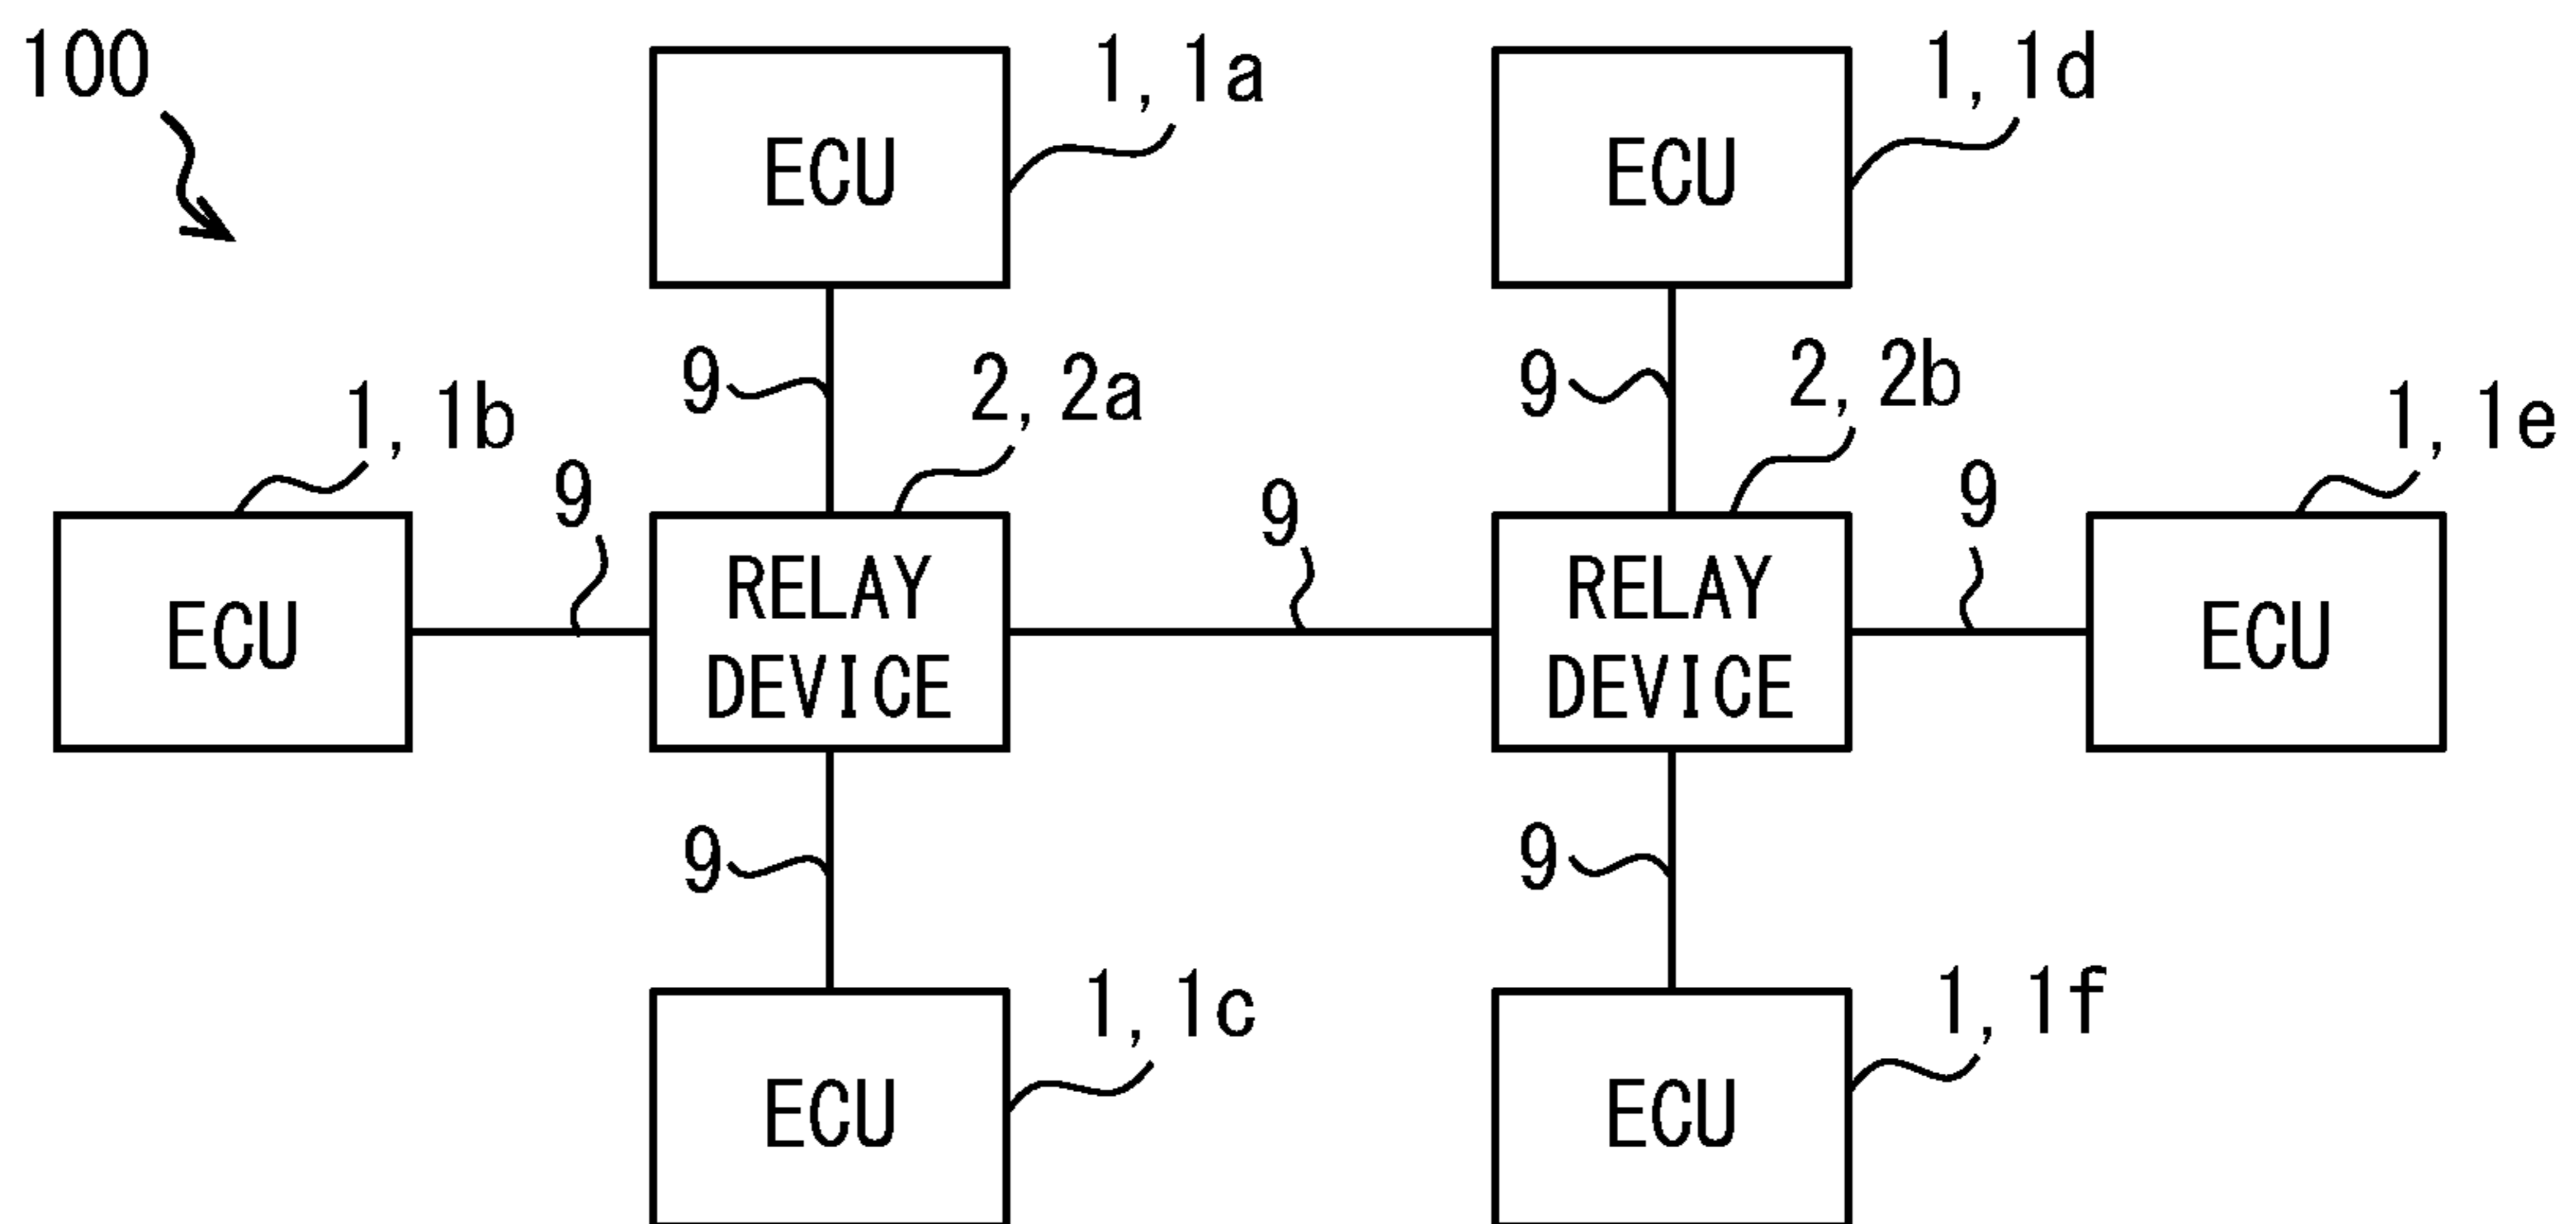 100
1, 1a
1, 1d
ECU
ECU
9
2, 2a
9
2, 2b
1, 1b
1, 1e
9
9
9
ECU
RELAY
DEVICE
RELAY
DEVICE
ECU
9
9
1, 1c
1, 1f
ECU
ECU